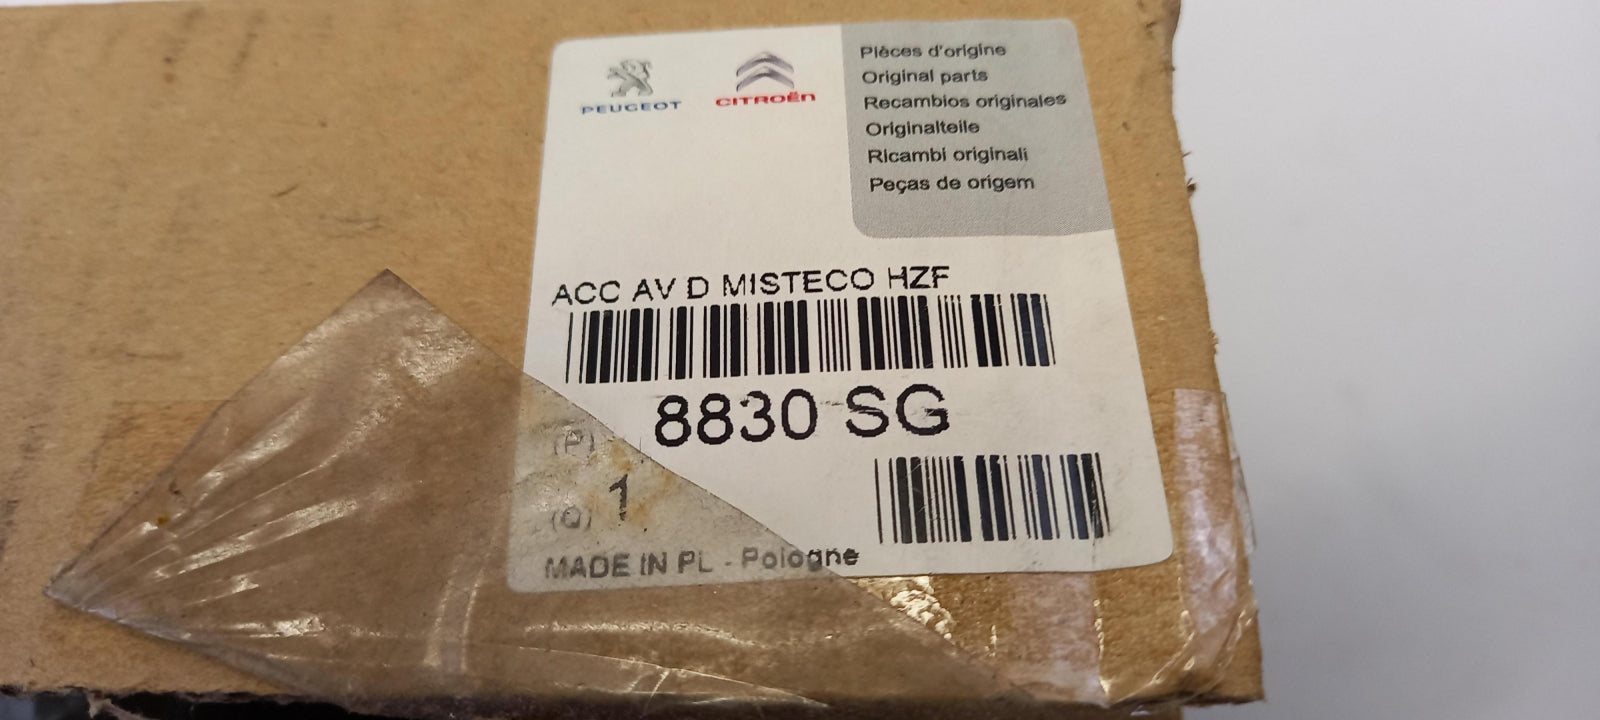 PEUGEOT
CITROËN
Pièces d'origine
Original parts
Recambios originales
Originalteile
Ricambi originali
Peças de origem
ACC AV D MISTECO HZF
8830 SG
(P)
(Q) 1
MADE IN PL - Pologne